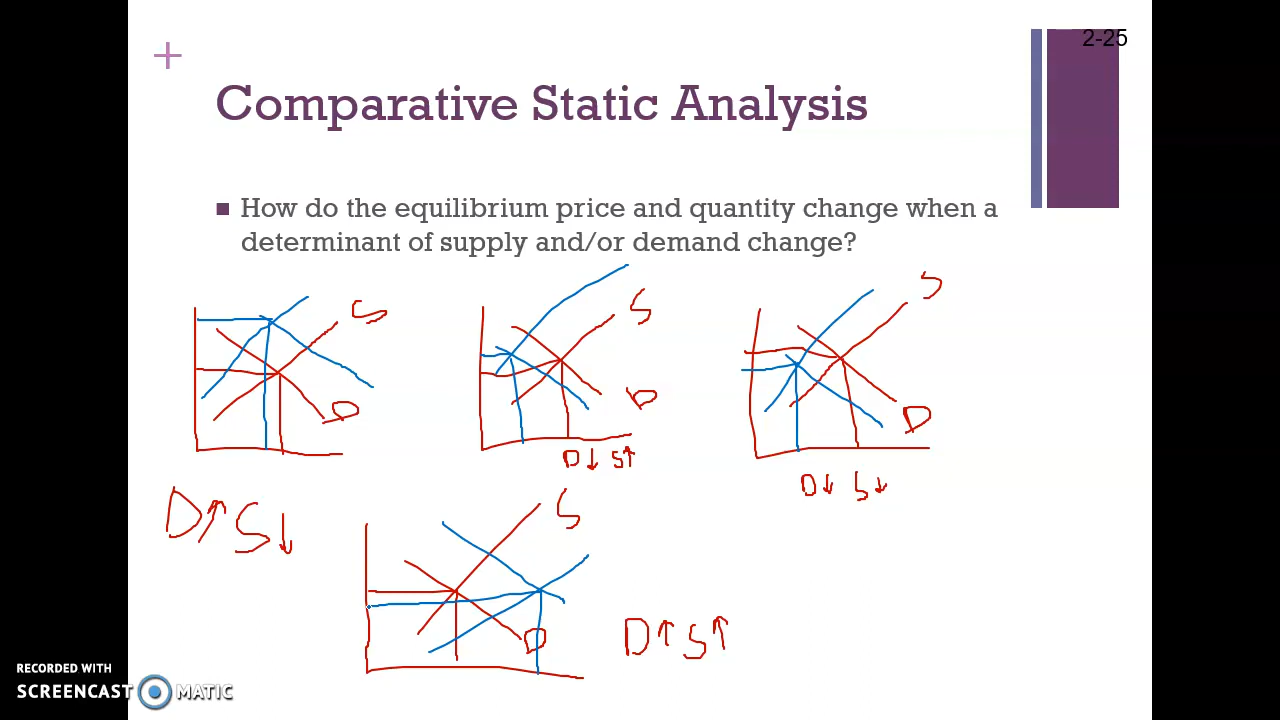 2-25
Comparative Static Analysis
How do the equilibrium price and quantity change when a
determinant of supply and/or demand change?
S
D
S
D
D↓ S↑
S
D
D↓ S↓
D↑ S↓
S
D
D↑ S↑
RECORDED WITH
SCREENCAST MATIC